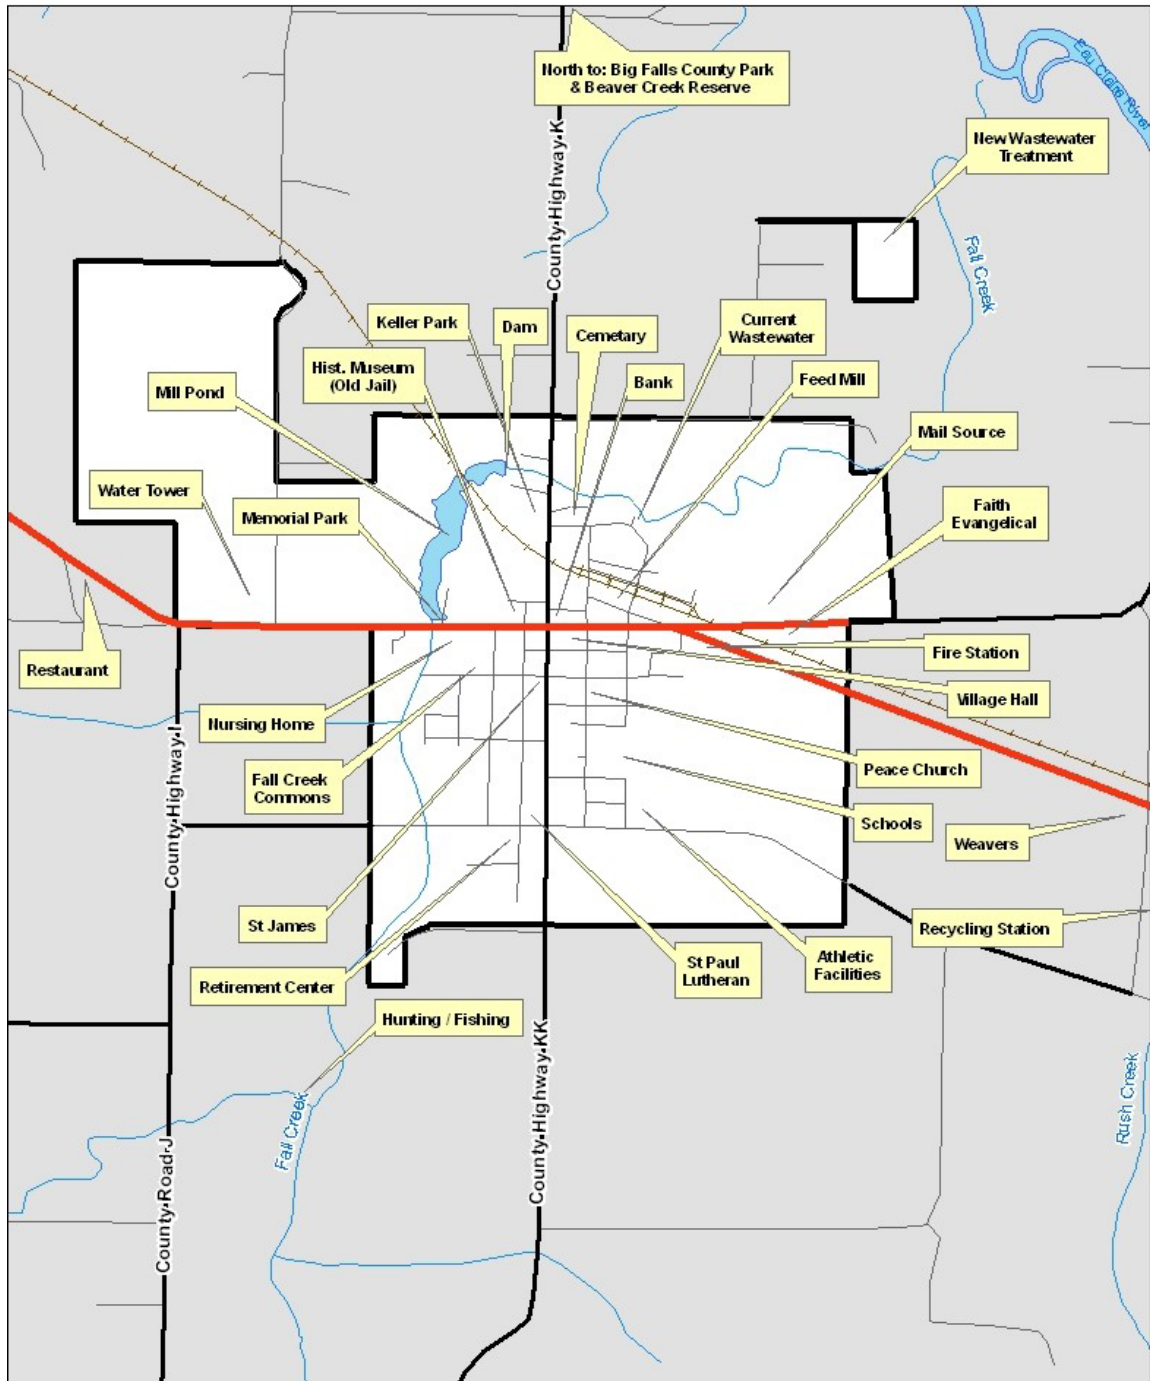 North to: Big Falls County Park
& Beaver Creek Reserve
Eau Claire River
New Wastewater
Treatment
County Highway K
Fall Creek
Keller Park
Dam
Cemetary
Current
Wastewater
Hist. Museum
(Old Jail)
Bank
Feed Mill
Mill Pond
Mail Source
Water Tower
Memorial Park
Faith
Evangelical
Restaurant
Fire Station
Village Hall
Nursing Home
Fall Creek
Commons
Peace Church
County Highway I
Schools
Weavers
St James
Recycling Station
Retirement Center
St Paul
Lutheran
Athletic
Facilities
Hunting / Fishing
County Highway KK
Fall Creek
Rush Creek
County Road J